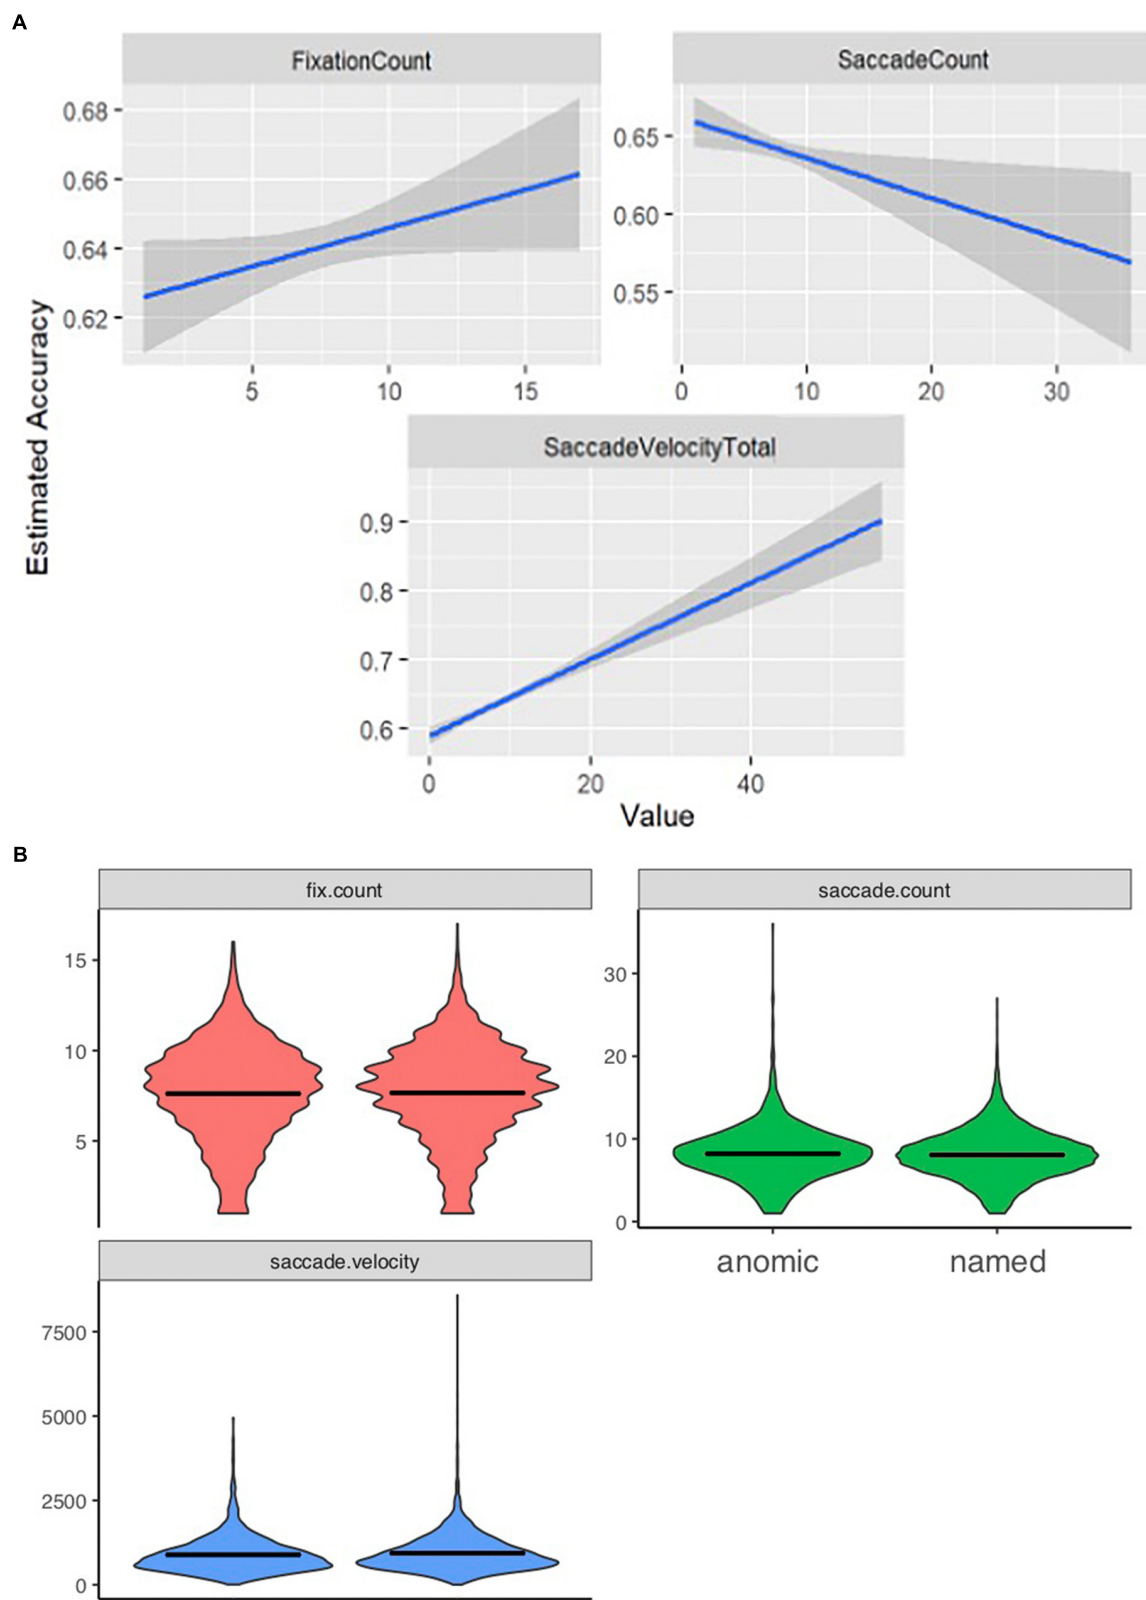 A
FixationCount
SaccadeCount
0.68
0.66
0.64
0.62
0.65
0.60
0.55
5 10 15
0 10 20 30
Estimated Accuracy
SaccadeVelocityTotal
0.9
0.8
0.7
0.6
0 20 40
Value
B
fix.count
saccade.count
15
10
5
30
20
10
0
anomic named
saccade.velocity
7500
5000
2500
0